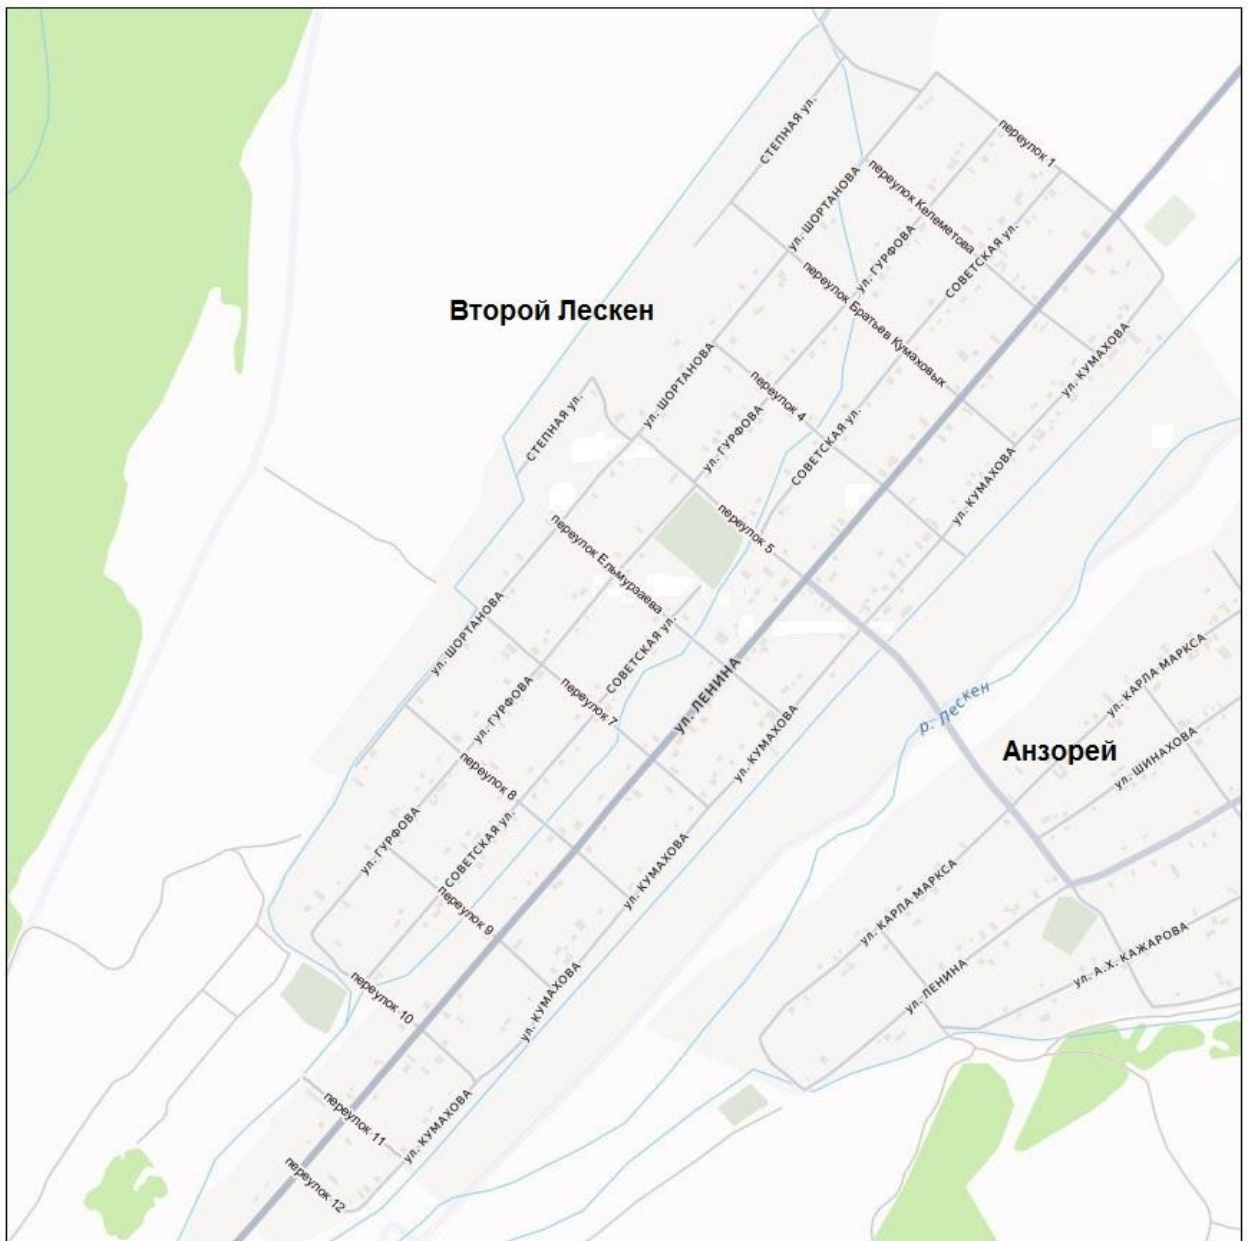 переулок 1
СТЕПНАЯ ул.
переулок Келеметова
ул. ШОРТАНОВА
ул. ГУРФОВА
СОВЕТСКАЯ ул.
переулок Братьев Кумаховых
Второй Лескен
ул. КУМАХОВА
ул. ШОРТАНОВА
переулок 4
СТЕПНАЯ ул.
ул. ГУРФОВА
СОВЕТСКАЯ ул.
ул. КУМАХОВА
переулок 5
переулок Ельмурзаева
ул. ШОРТАНОВА
СОВЕТСКАЯ ул.
ул. КАРЛА МАРКСА
ул. ЛЕНИНА
р. Лескен
ул. ГУРФОВА
переулок 7
ул. КУМАХОВА
Анзорей
ул. ШИНАХОВА
переулок 8
ул. ГУРФОВА
СОВЕТСКАЯ ул.
ул. КУМАХОВА
ул. КАРЛА МАРКСА
переулок 9
ул. А.Х. КАЖАРОВА
ул. ЛЕНИНА
переулок 10
ул. КУМАХОВА
переулок 11
ул. КУМАХОВА
переулок 12